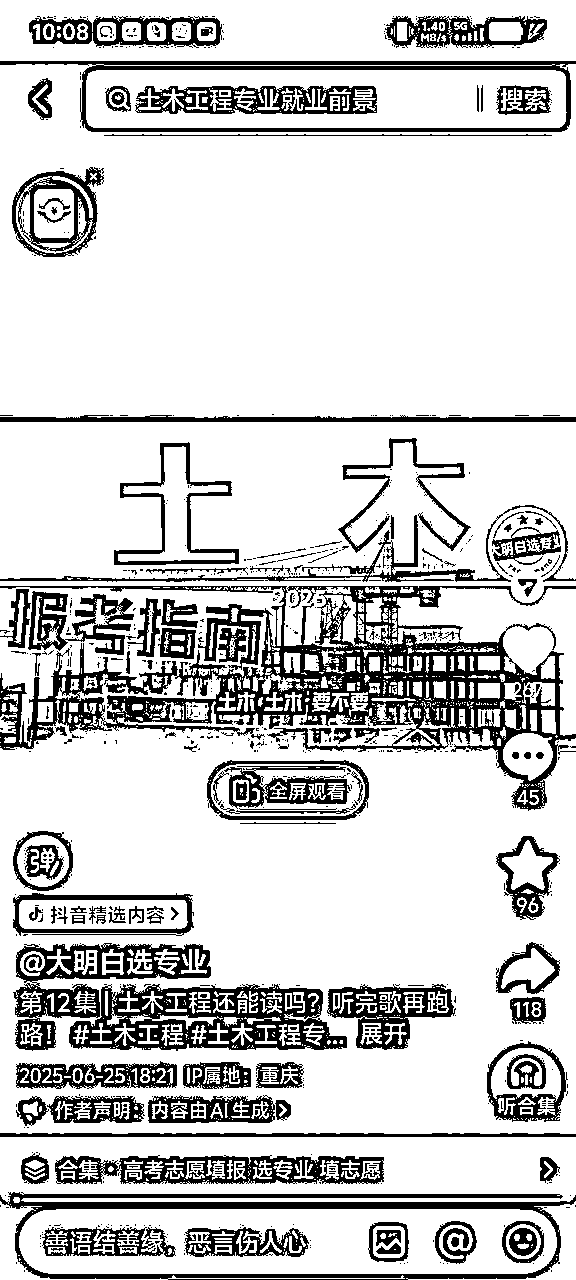 10:08
1.40 MB/s 5G
土木工程专业就业前景
搜索
土木
大明白选专业
2025
报考指南
土木 土木 要不要
267
45
全屏观看
弹
抖音精选内容
96
@大明白选专业
第12集 | 土木工程还能读吗？听完歌再跑
路！ #土木工程 #土木工程专... 展开
118
2025-06-25 18:21 IP属地：重庆
作者声明：内容由AI生成
听合集
合集·高考志愿填报 选专业 填志愿
善语结善缘，恶言伤人心